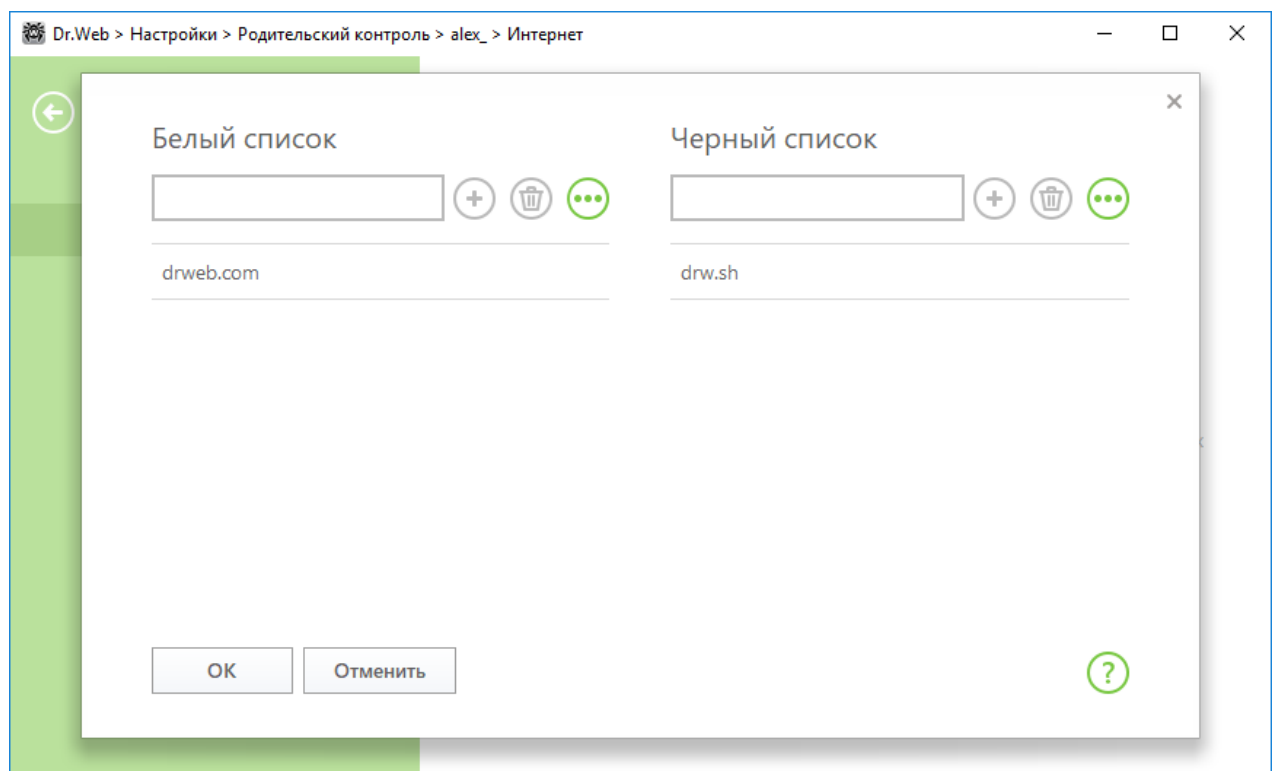 Dr.Web > Настройки > Родительский контроль > alex_ > Интернет
Белый список
Черный список
drweb.com
drw.sh
OK
Отменить
?